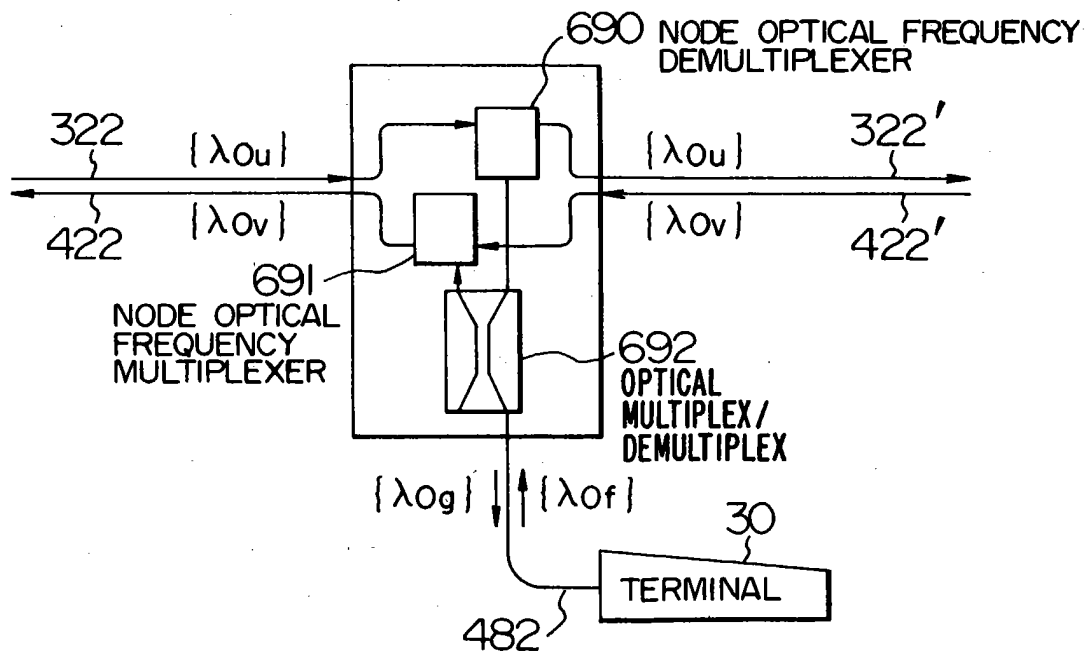 690 NODE OPTICAL FREQUENCY
DEMULTIPLEXER
322
{λOu}
{λOu}
322'
422
{λOv}
{λOv}
422'
691
NODE OPTICAL
FREQUENCY
MULTIPLEXER
692
OPTICAL
MULTIPLEX/
DEMULTIPLEX
{λOg}
{λOf}
30
TERMINAL
482